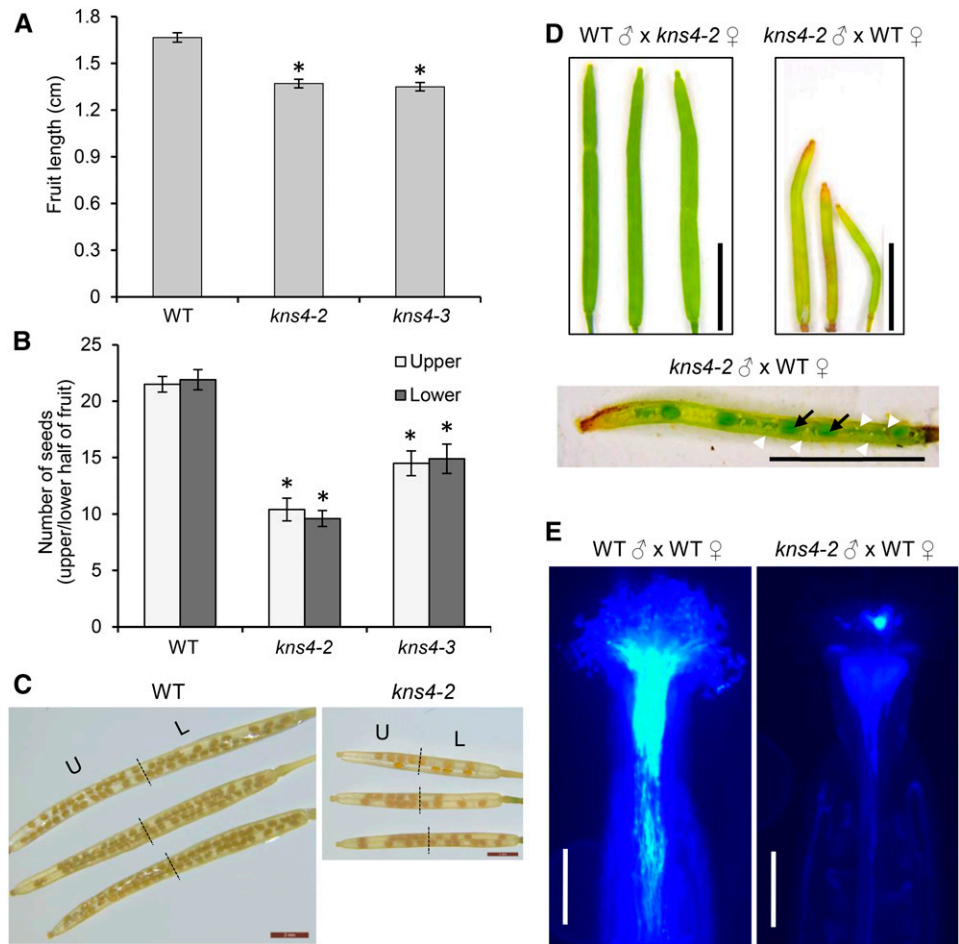 A
1.8
1.5
1.2
0.9
0.6
0.3
0
Fruit length (cm)
*
*
WT
kns4-2
kns4-3
B
25
20
15
10
5
0
Number of seeds
(upper/lower half of fruit)
Upper
Lower
*
*
*
*
WT
kns4-2
kns4-3
C
WT
kns4-2
U
L
U
L
2 mm
D
WT ♂ x kns4-2 ♀
kns4-2 ♂ x WT ♀
kns4-2 ♂ x WT ♀
E
WT ♂ x WT ♀
kns4-2 ♂ x WT ♀